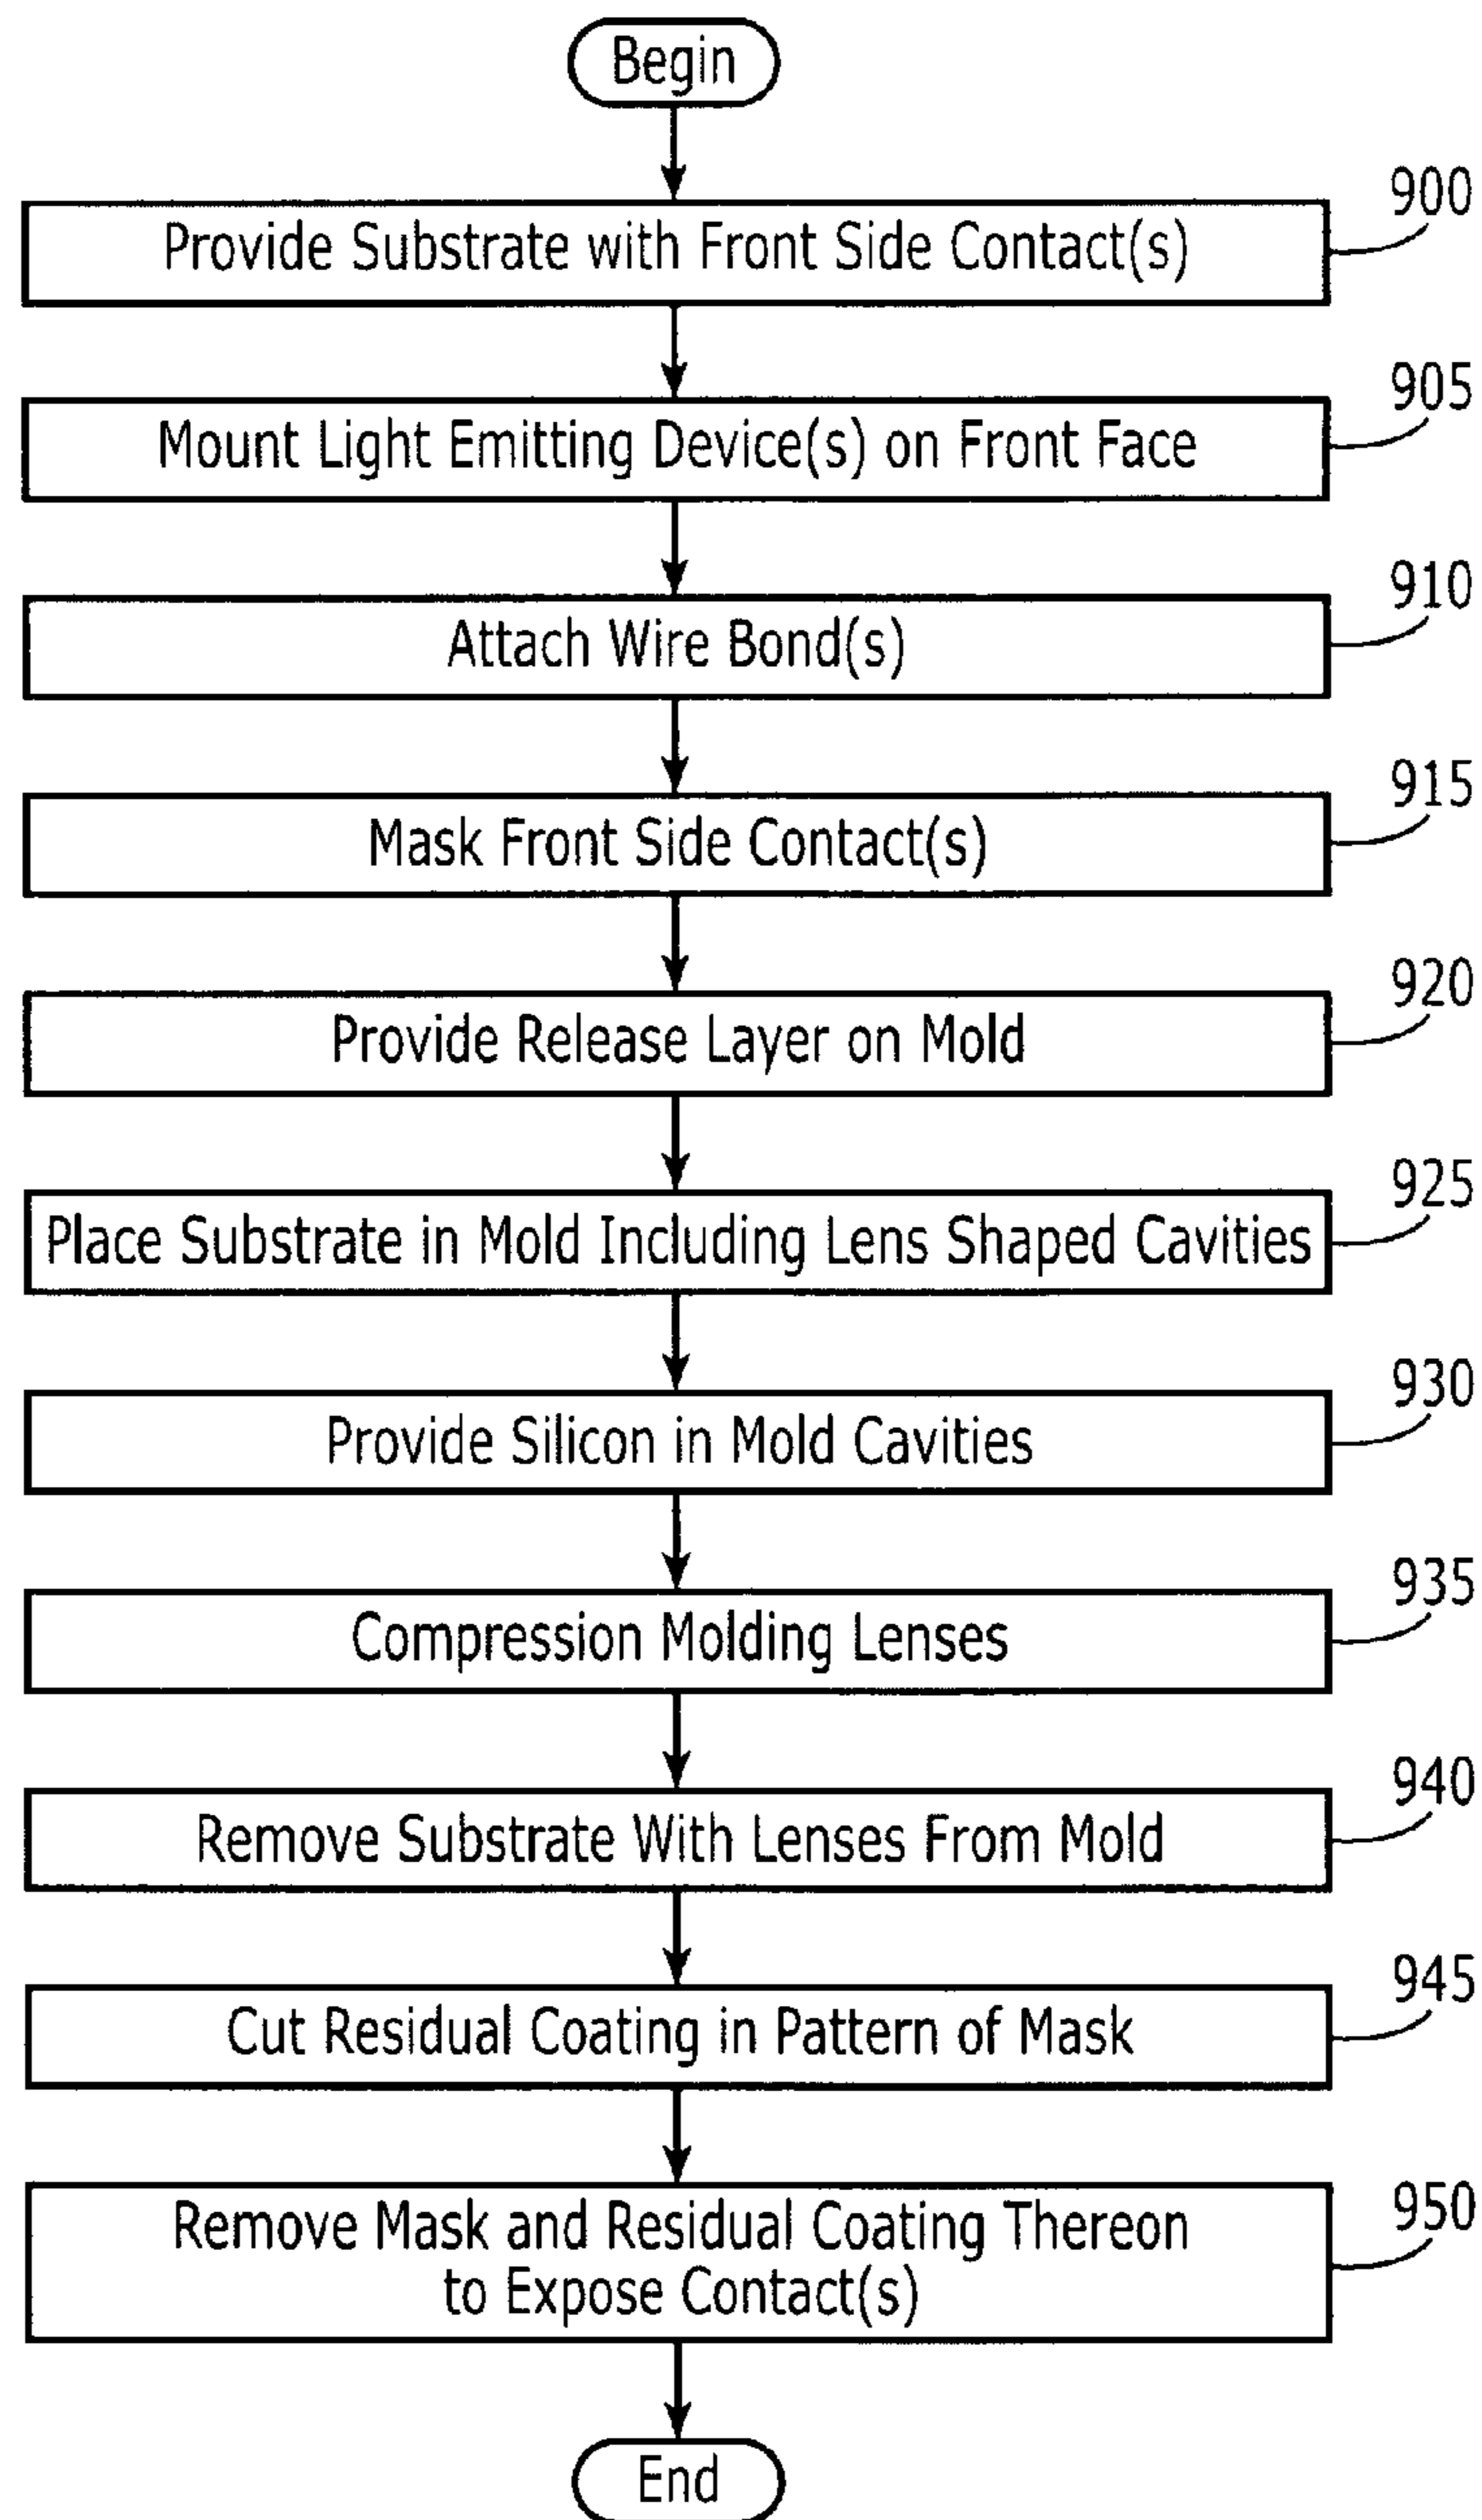 Begin
900
Provide Substrate with Front Side Contact(s)
905
Mount Light Emitting Device(s) on Front Face
910
Attach Wire Bond(s)
915
Mask Front Side Contact(s)
920
Provide Release Layer on Mold
925
Place Substrate in Mold Including Lens Shaped Cavities
930
Provide Silicon in Mold Cavities
935
Compression Molding Lenses
940
Remove Substrate With Lenses From Mold
945
Cut Residual Coating in Pattern of Mask
950
Remove Mask and Residual Coating Thereon
to Expose Contact(s)
End